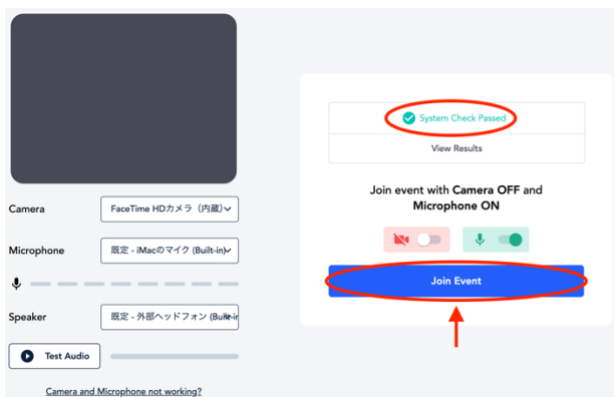 Camera
FaceTime HDカメラ（内蔵）
Microphone
既定 - iMacのマイク (Built-in)
Speaker
既定 - 外部ヘッドフォン (Built-in
Test Audio
Camera and Microphone not working?
System Check Passed
View Results
Join event with Camera OFF and
Microphone ON
Join Event